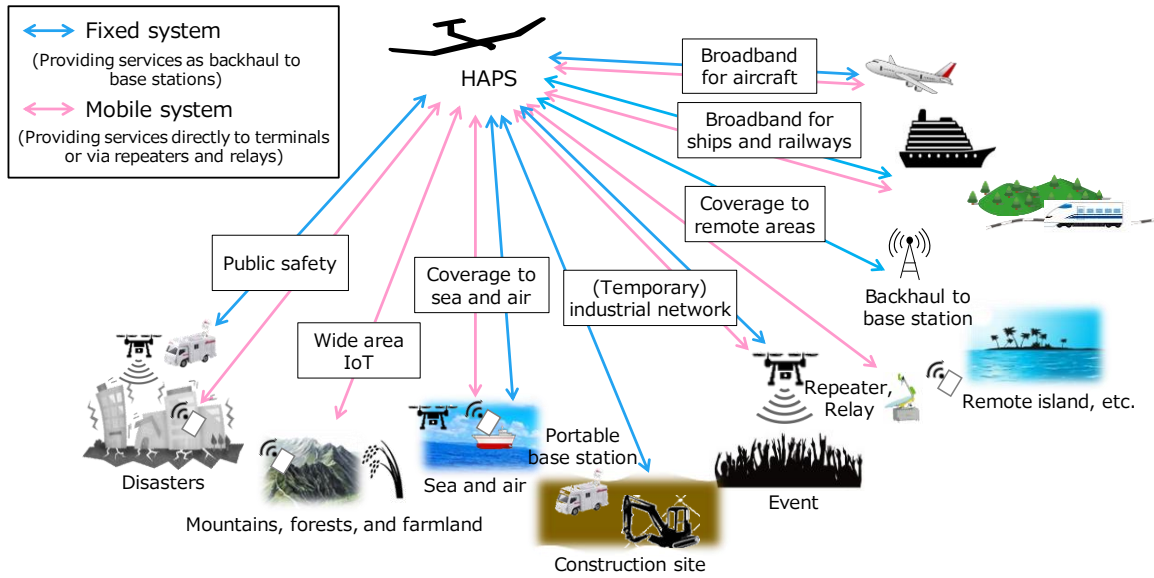 Fixed system
(Providing services as backhaul to
base stations)
Mobile system
(Providing services directly to terminals
or via repeaters and relays)
HAPS
Broadband
for aircraft
Broadband for
ships and railways
Coverage to
remote areas
Public safety
Coverage to
sea and air
(Temporary)
industrial network
Wide area
IoT
Backhaul to
base station
Repeater,
Relay
Remote island, etc.
Portable
base station
Disasters
Sea and air
Event
Mountains, forests, and farmland
Construction site